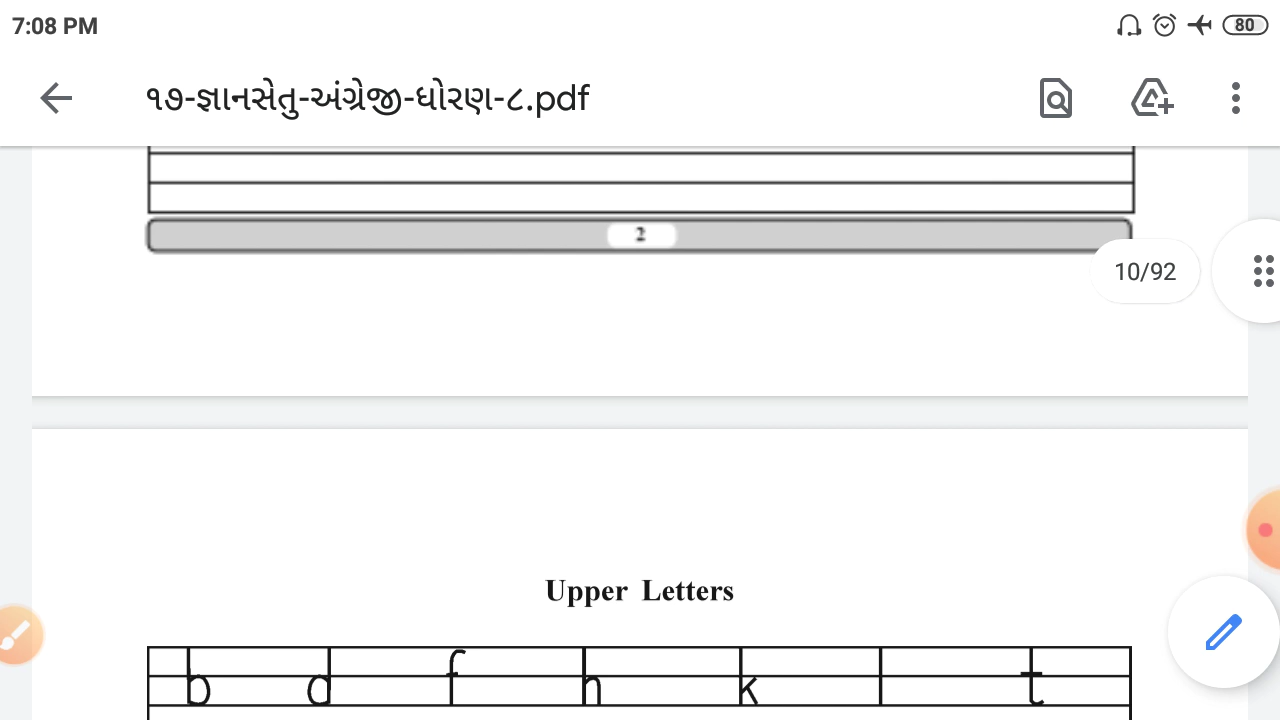 7:08 PM
80
૧૭-જ્ઞાનસેતુ-અંગ્રેજી-ધોરણ-૮.pdf
2
10/92
Upper Letters
b d f h k l t